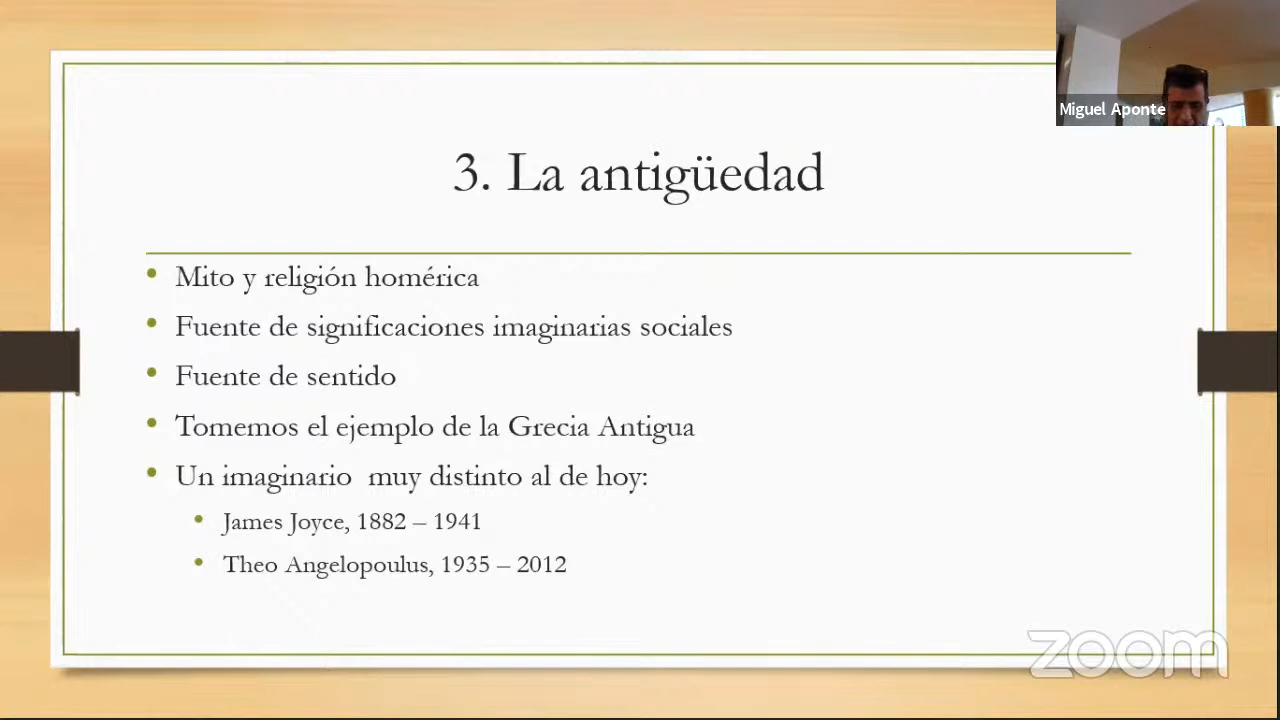 Miguel Aponte
3. La antigüedad
• Mito y religión homérica
• Fuente de significaciones imaginarias sociales
• Fuente de sentido
• Tomemos el ejemplo de la Grecia Antigua
• Un imaginario  muy distinto al de hoy:
• James Joyce, 1882 – 1941
• Theo Angelopoulus, 1935 – 2012
zoom